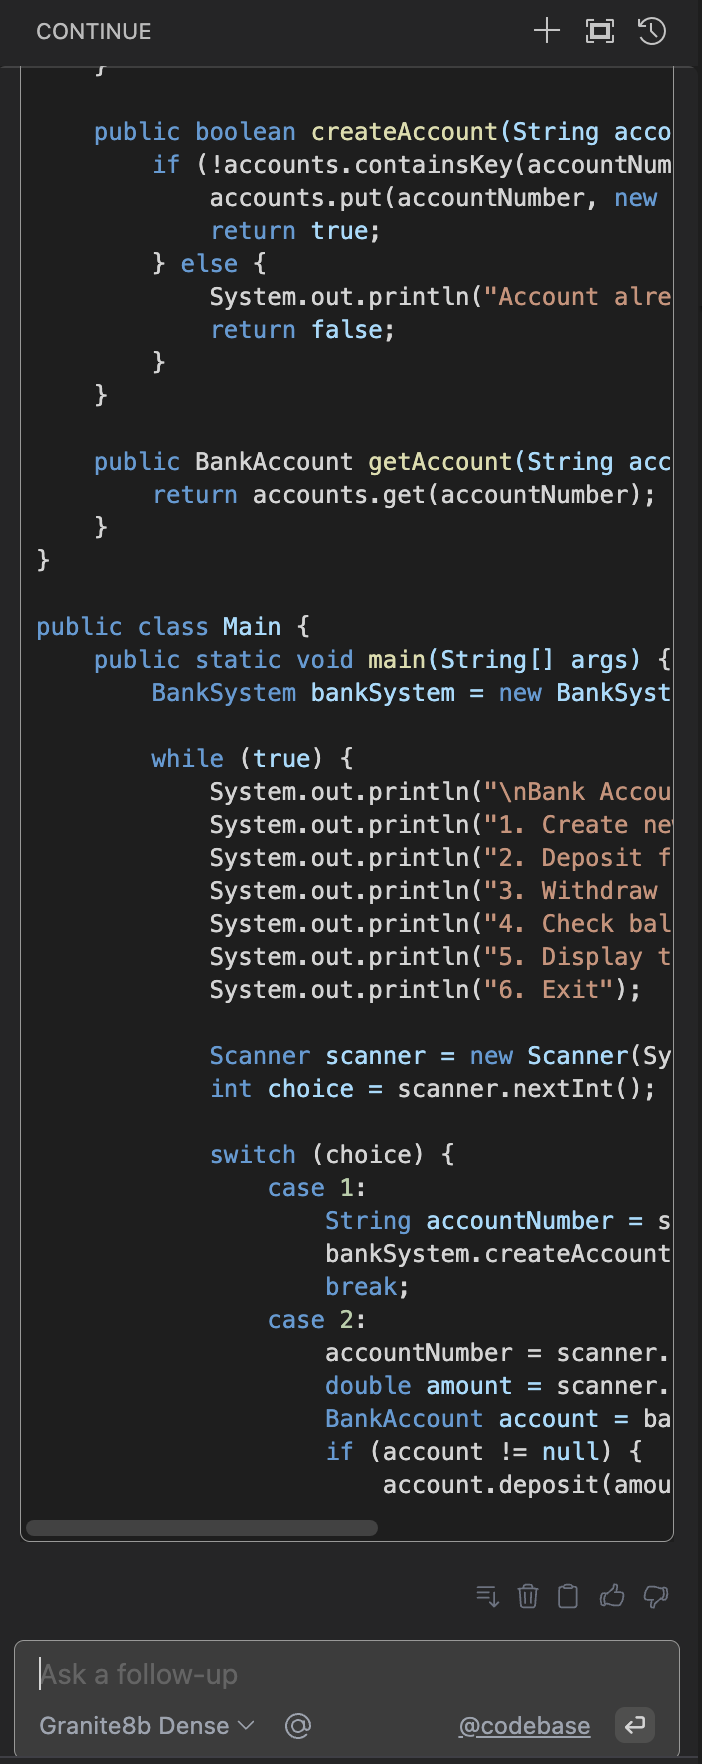 CONTINUE
}
public boolean createAccount(String acco
if (!accounts.containsKey(accountNum
accounts.put(accountNumber, new
return true;
} else {
System.out.println("Account alre
return false;
}
}
public BankAccount getAccount(String acc
return accounts.get(accountNumber);
}
}
public class Main {
public static void main(String[] args) {
BankSystem bankSystem = new BankSyst
while (true) {
System.out.println("\nBank Accou
System.out.println("1. Create ne
System.out.println("2. Deposit f
System.out.println("3. Withdraw
System.out.println("4. Check bal
System.out.println("5. Display t
System.out.println("6. Exit");
Scanner scanner = new Scanner(Sy
int choice = scanner.nextInt();
switch (choice) {
case 1:
String accountNumber = s
bankSystem.createAccount
break;
case 2:
accountNumber = scanner.
double amount = scanner.
BankAccount account = ba
if (account != null) {
account.deposit(amou
Ask a follow-up
Granite8b Dense @codebase